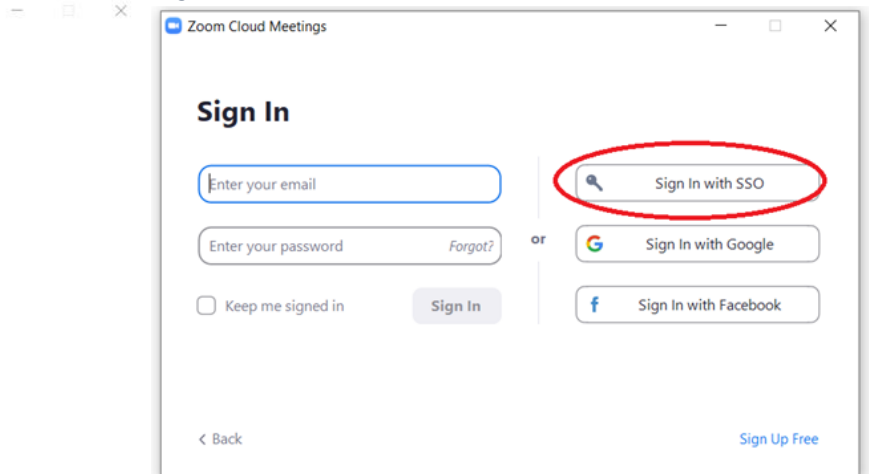 Zoom Cloud Meetings
Sign In
Enter your email
Enter your password Forgot?
Keep me signed in Sign In
or
Sign In with SSO
Sign In with Google
Sign In with Facebook
< Back
Sign Up Free